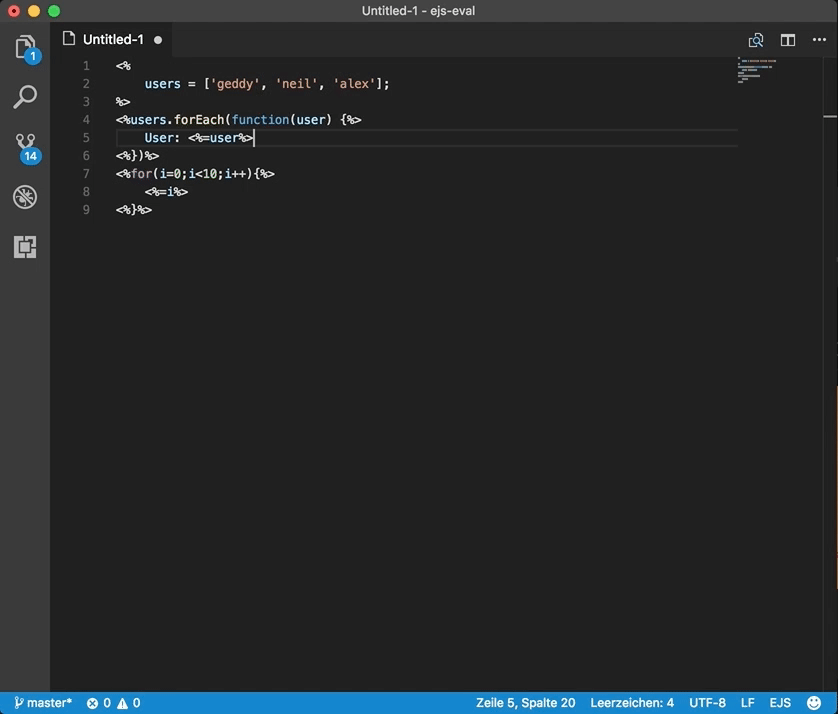 Untitled-1 - ejs-eval
Untitled-1
1
14
1 <%
2     users = ['geddy', 'neil', 'alex'];
3 %>
4 <%users.forEach(function(user) {%>
5     User: <%=user%>
6 <%})%>
7 <%for(i=0;i<10;i++){%>
8     <%=i%>
9 <%}%>
master* 0 0 Zeile 5, Spalte 20 Leerzeichen: 4 UTF-8 LF EJS